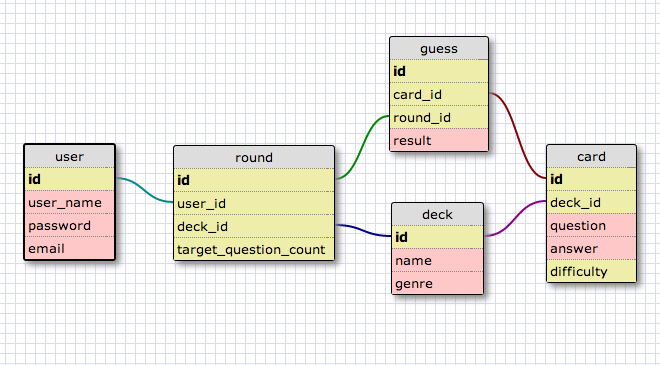 user
id
user_name
password
email
round
id
user_id
deck_id
target_question_count
guess
id
card_id
round_id
result
deck
id
name
genre
card
id
deck_id
question
answer
difficulty